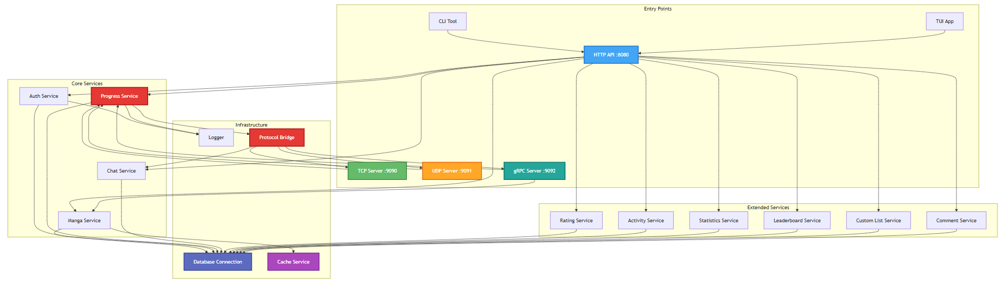 Entry Points
CLI Tool
TUI App
HTTP API :8080
Core Services
Auth Service
Progress Service
Infrastructure
Logger
Protocol Bridge
Chat Service
TCP Server :9090
UDP Server :9091
gRPC Server :9092
Extended Services
Manga Service
Rating Service
Activity Service
Statistics Service
Leaderboard Service
Custom List Service
Comment Service
Database Connection
Cache Service